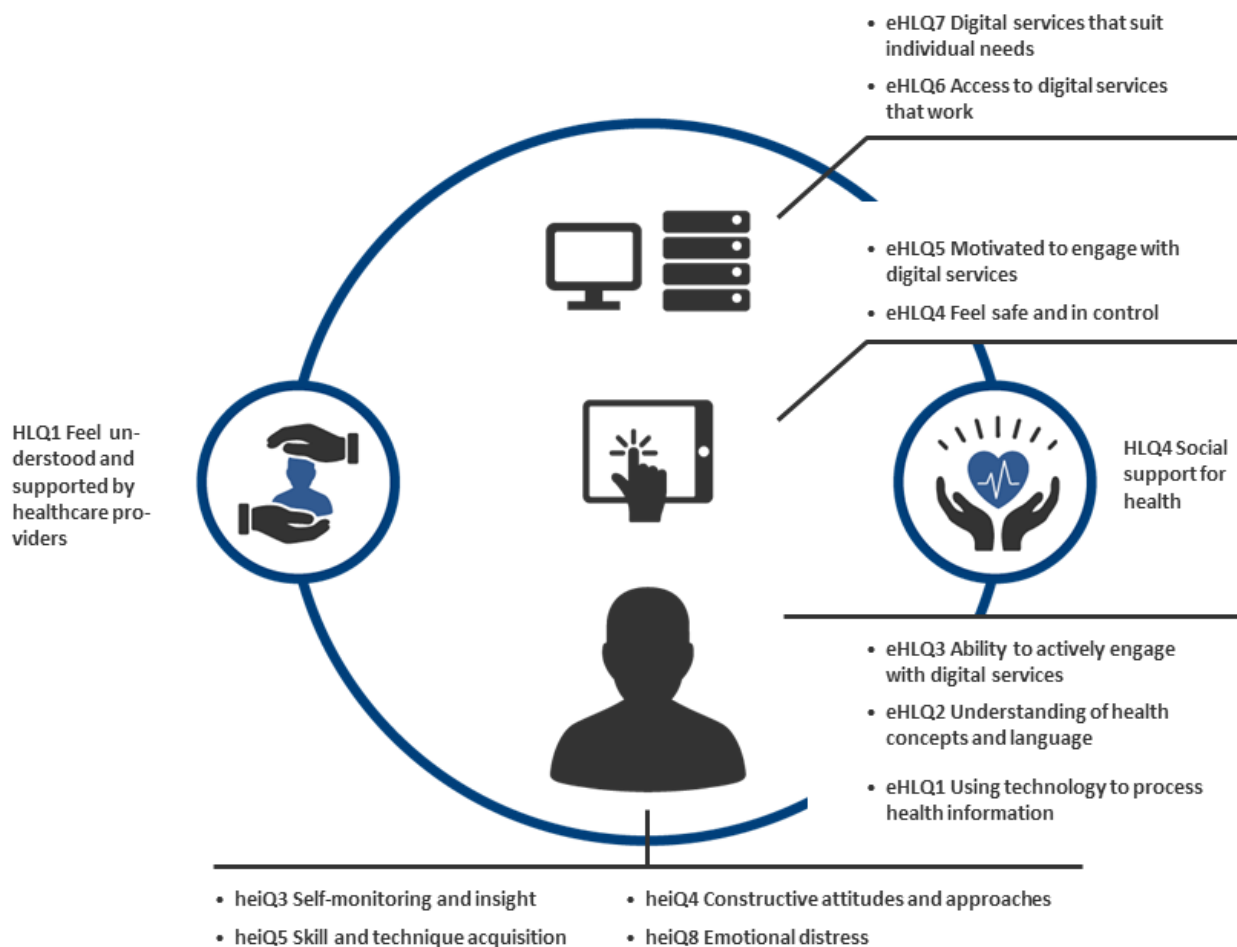 • eHLQ7 Digital services that suit
individual needs
• eHLQ6 Access to digital services
that work
• eHLQ5 Motivated to engage with
digital services
• eHLQ4 Feel safe and in control
HLQ1 Feel un-
derstood and
supported by
healthcare pro-
viders
HLQ4 Social
support for
health
• eHLQ3 Ability to actively engage
with digital services
• eHLQ2 Understanding of health
concepts and language
• eHLQ1 Using technology to process
health information
• heiQ3 Self-monitoring and insight
• heiQ5 Skill and technique acquisition
• heiQ4 Constructive attitudes and approaches
• heiQ8 Emotional distress